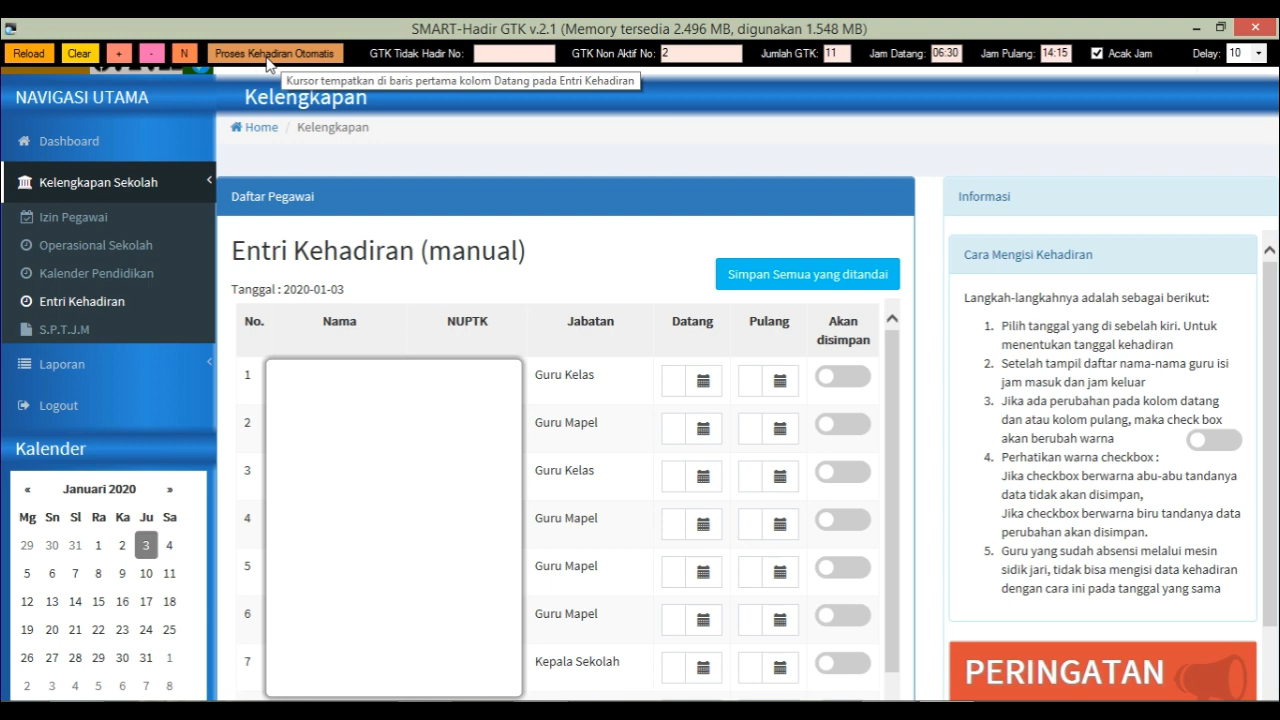 SMART-Hadir GTK v.2.1 (Memory tersedia 2.496 MB, digunakan 1.548 MB)
Reload Clear + - N Proses Kehadiran Otomatis GTK Tidak Hadir No: GTK Non Aktif No: 2 Jumlah GTK: 11 Jam Datang: 06:30 Jam Pulang: 14:15 Acak Jam Delay: 10
Kursor tempatkan di baris pertama kolom Datang pada Entri Kehadiran
NAVIGASI UTAMA
Dashboard
Kelengkapan Sekolah
Izin Pegawai
Operasional Sekolah
Kalender Pendidikan
Entri Kehadiran
S.P.T.J.M
Laporan
Logout
Kalender
« Januari 2020 »
Mg Sn Sl Ra Ka Ju Sa
29 30 31 1 2 3 4
5 6 7 8 9 10 11
12 13 14 15 16 17 18
19 20 21 22 23 24 25
26 27 28 29 30 31 1
2 3 4 5 6 7 8
Kelengkapan
Home / Kelengkapan
Daftar Pegawai
Entri Kehadiran (manual)
Simpan Semua yang ditandai
Tanggal : 2020-01-03
No. Nama NUPTK Jabatan Datang Pulang Akan
disimpan
1 Guru Kelas
2 Guru Mapel
3 Guru Kelas
4 Guru Mapel
5 Guru Mapel
6 Guru Mapel
7 Kepala Sekolah
Informasi
Cara Mengisi Kehadiran
Langkah-langkahnya adalah sebagai berikut:
1. Pilih tanggal yang di sebelah kiri. Untuk
menentukan tanggal kehadiran
2. Setelah tampil daftar nama-nama guru isi
jam masuk dan jam keluar
3. Jika ada perubahan pada kolom datang
dan atau kolom pulang, maka check box
akan berubah warna
4. Perhatikan warna checkbox :
Jika checkbox berwarna abu-abu tandanya
data tidak akan disimpan,
Jika checkbox berwarna biru tandanya data
perubahan akan disimpan.
5. Guru yang sudah absensi melalui mesin
sidik jari, tidak bisa mengisi data kehadiran
dengan cara ini pada tanggal yang sama
PERINGATAN